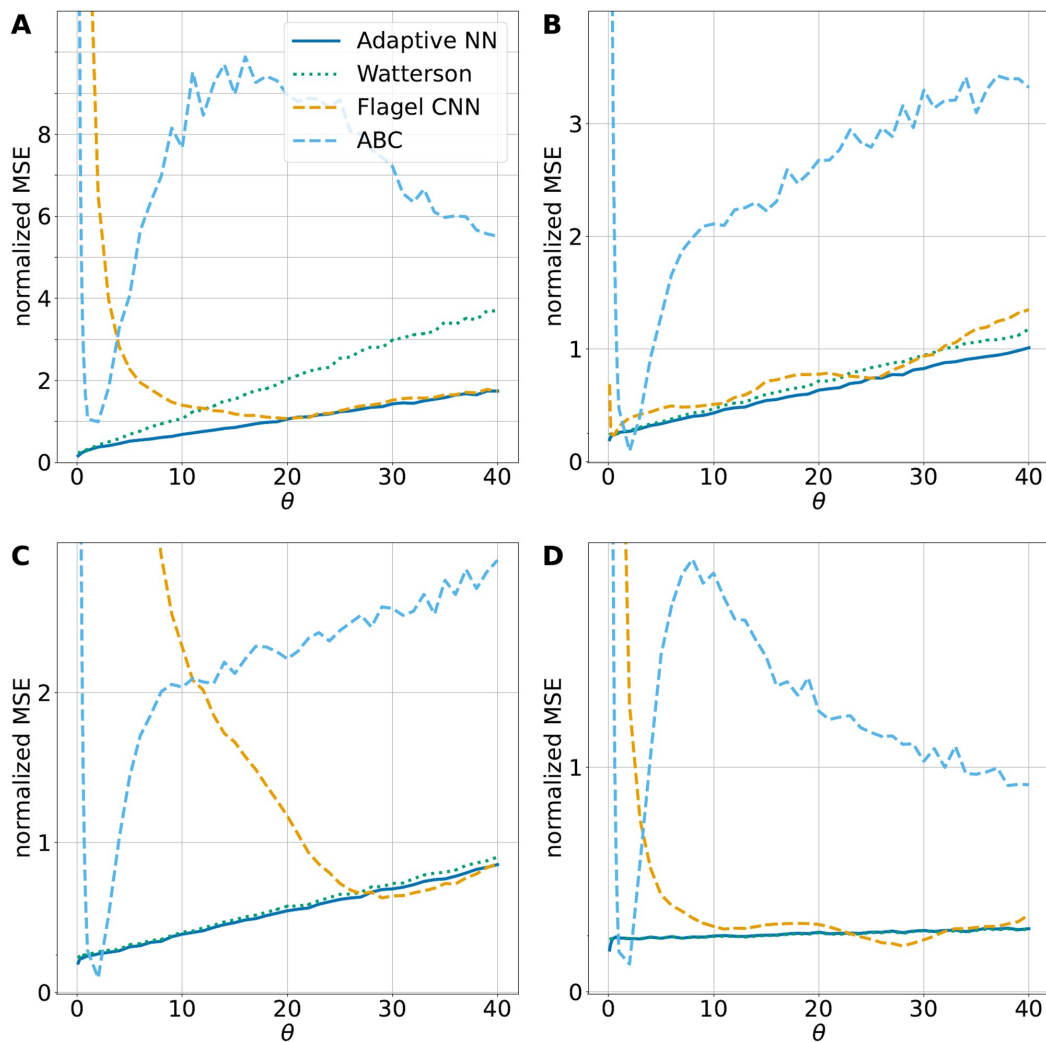 A
normalized MSE
8
6
4
2
0
0 10 20 30 40
θ
Adaptive NN
Watterson
Flagel CNN
ABC
B
normalized MSE
3
2
1
0
0 10 20 30 40
θ
C
normalized MSE
2
1
0
0 10 20 30 40
θ
D
normalized MSE
1
0
0 10 20 30 40
θ